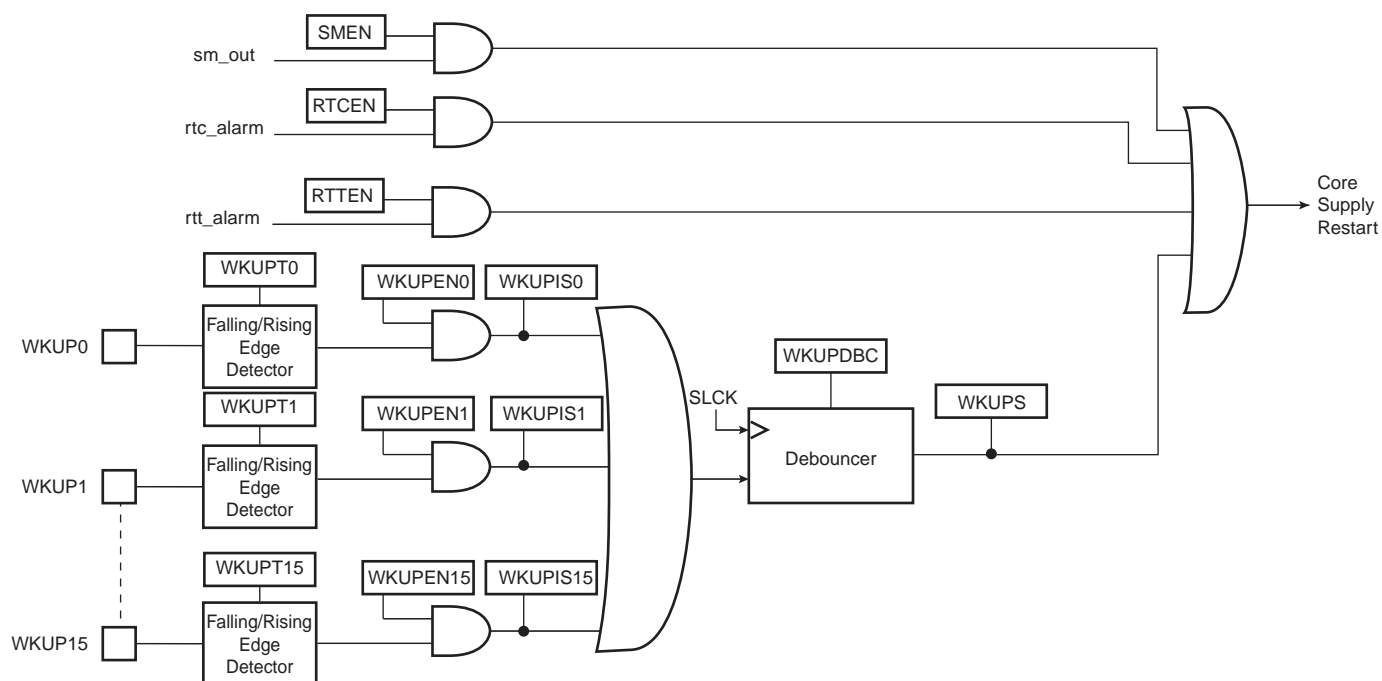 SMEN
sm_out
RTCEN
rtc_alarm
RTTEN
rtt_alarm
Core
Supply
Restart
WKUPT0
WKUPEN0
WKUPIS0
Falling/Rising
Edge
Detector
WKUP0
WKUPDBC
SLCK
WKUPS
Debouncer
WKUPT1
WKUPEN1
WKUPIS1
Falling/Rising
Edge
Detector
WKUP1
WKUPT15
WKUPEN15
WKUPIS15
Falling/Rising
Edge
Detector
WKUP15